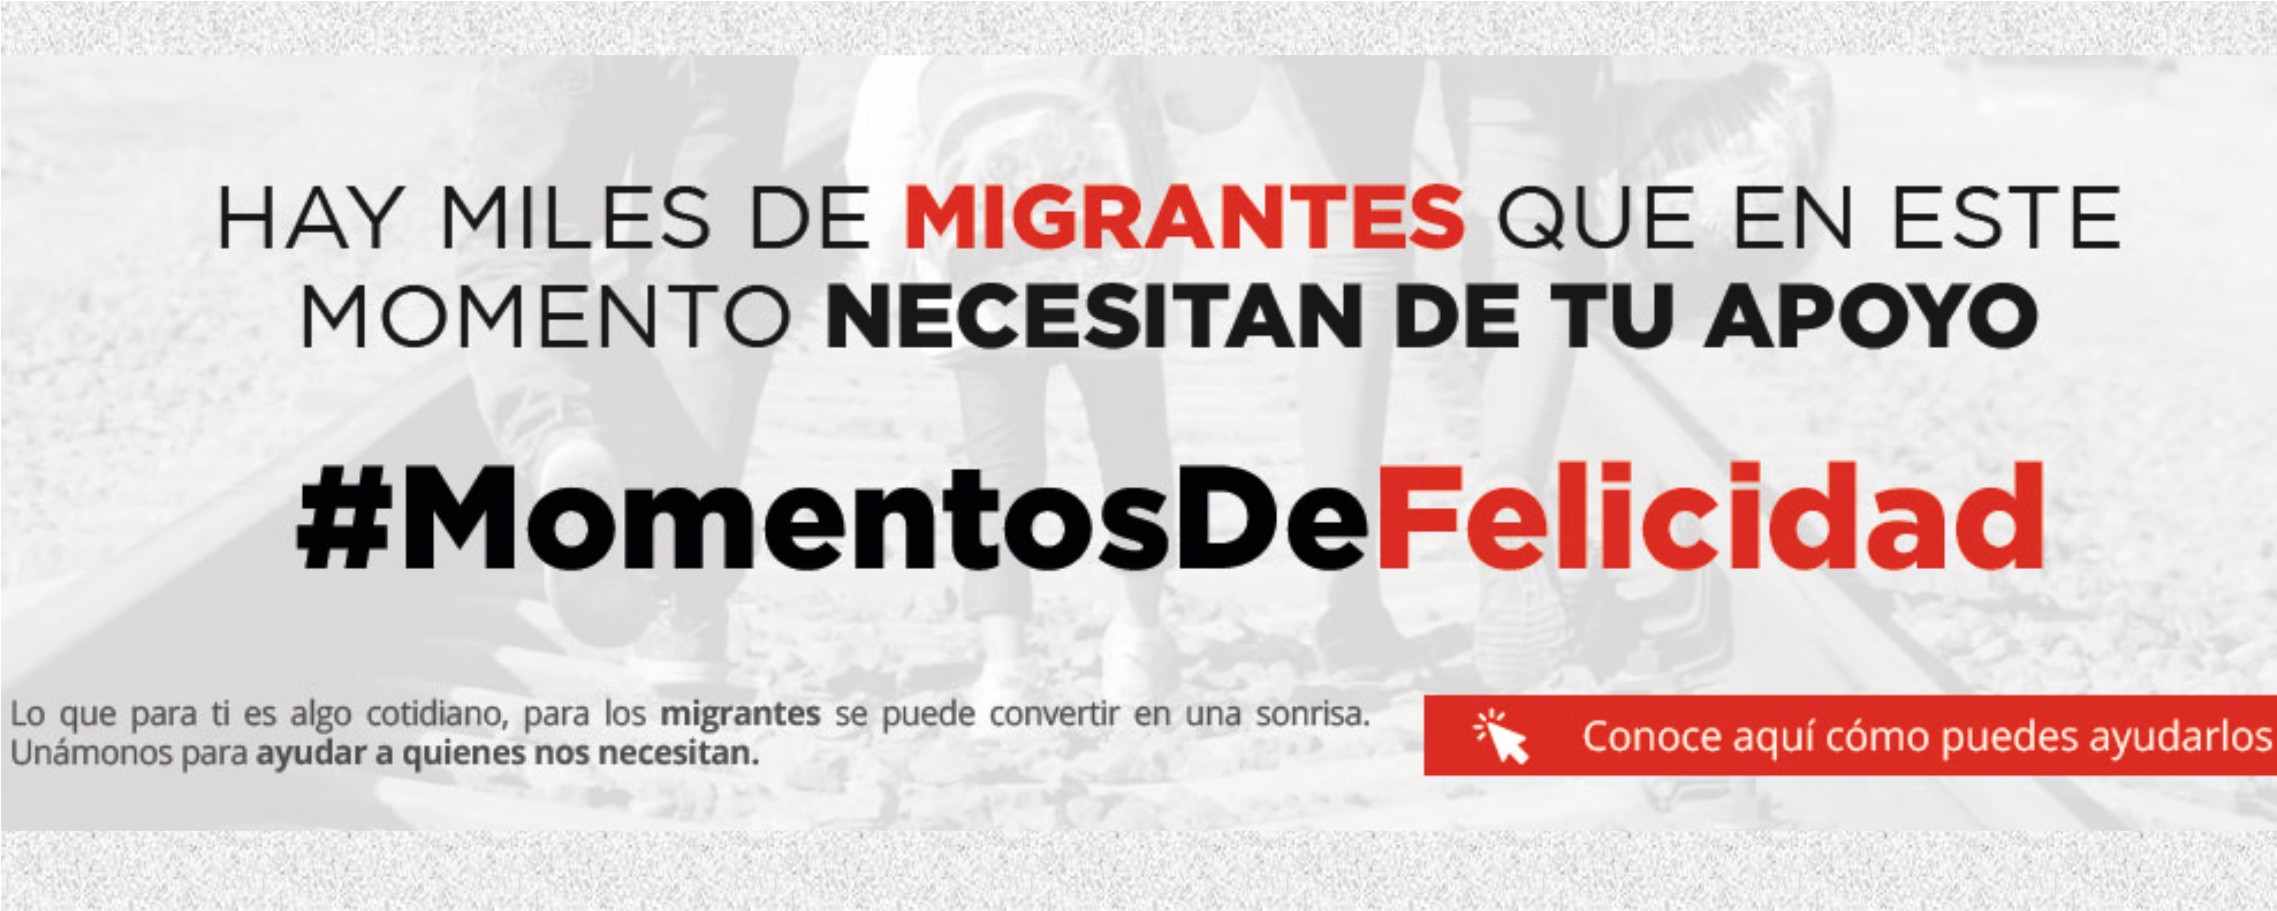 HAY MILES DE MIGRANTES QUE EN ESTE
MOMENTO NECESITAN DE TU APOYO
#MomentosDeFelicidad
Lo que para ti es algo cotidiano, para los migrantes se puede convertir en una sonrisa.
Unámonos para ayudar a quienes nos necesitan.
Conoce aquí cómo puedes ayudarlos